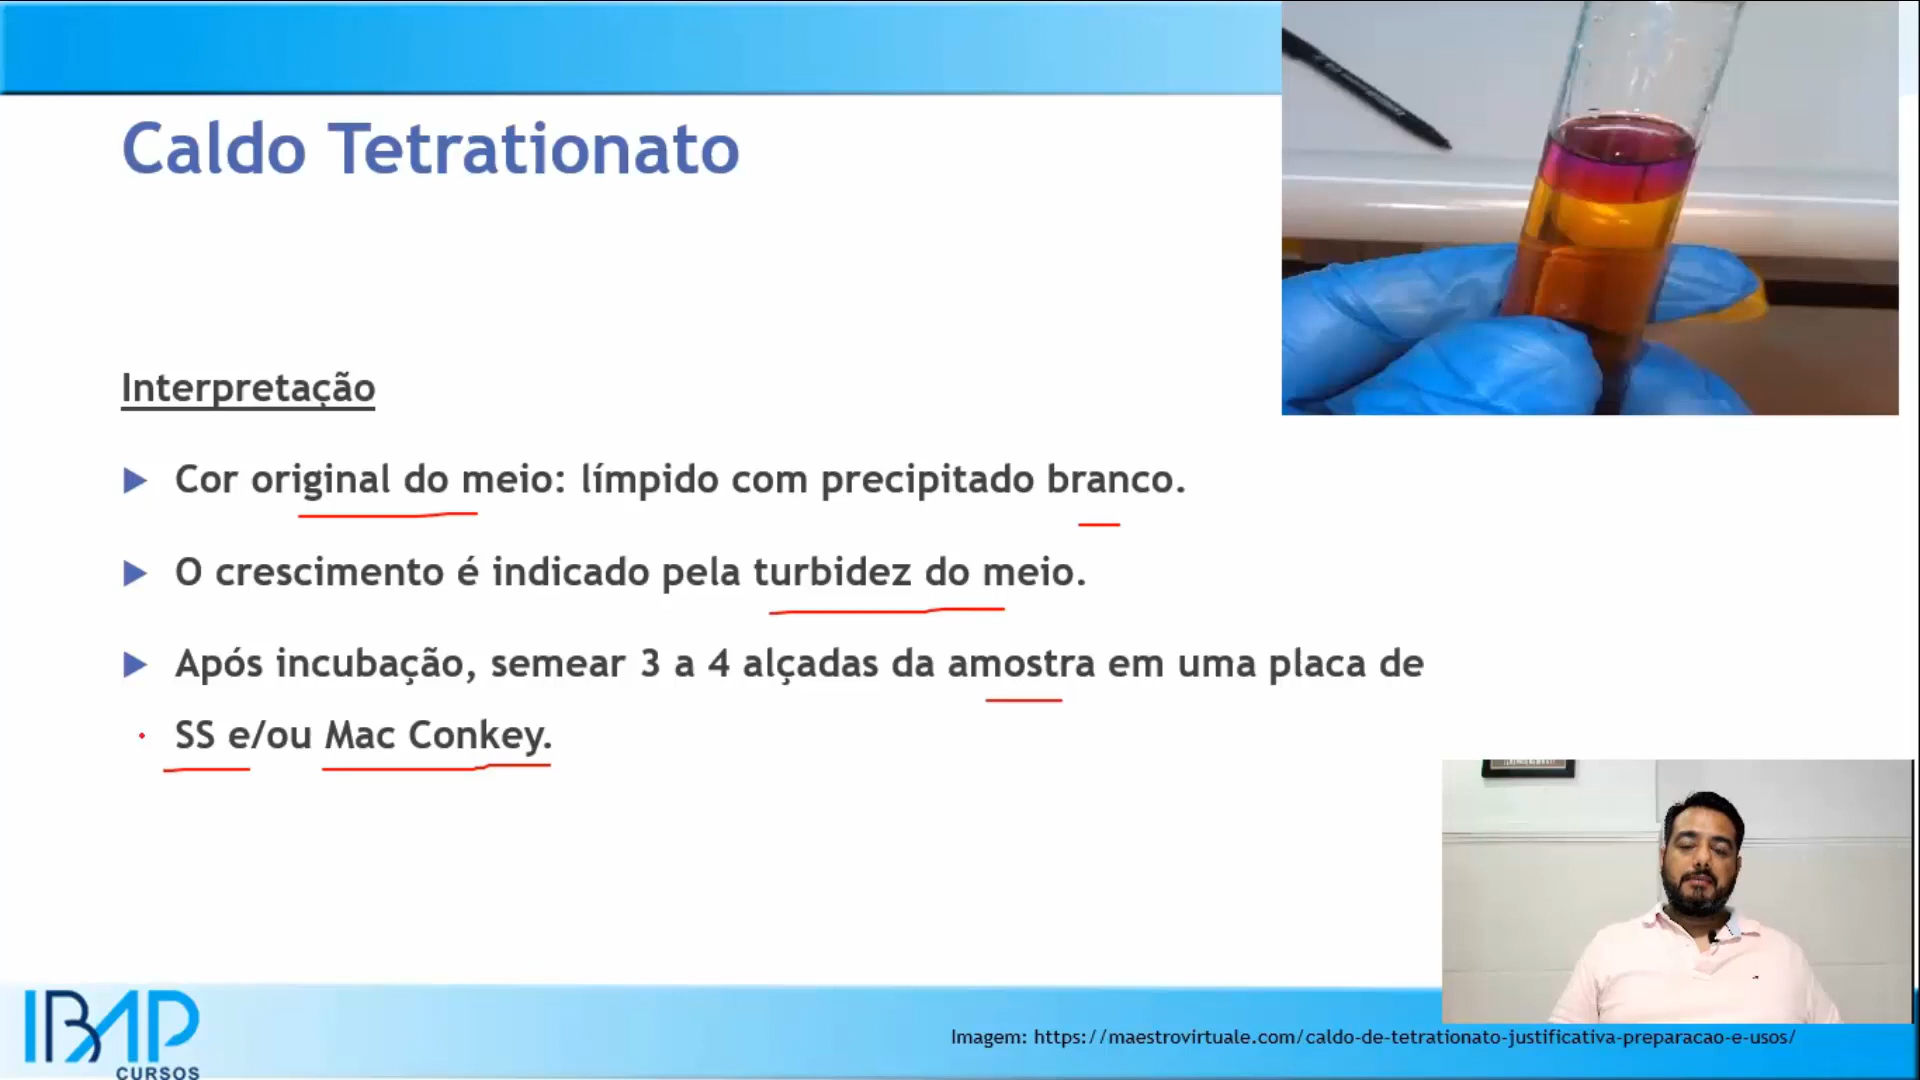 Caldo Tetrationato
Interpretação
Cor original do meio: límpido com precipitado branco.
O crescimento é indicado pela turbidez do meio.
Após incubação, semear 3 a 4 alçadas da amostra em uma placa de
SS e/ou Mac Conkey.
Imagem: https://maestrovirtuale.com/caldo-de-tetrationato-justificativa-preparacao-e-usos/
IBAP
CURSOS